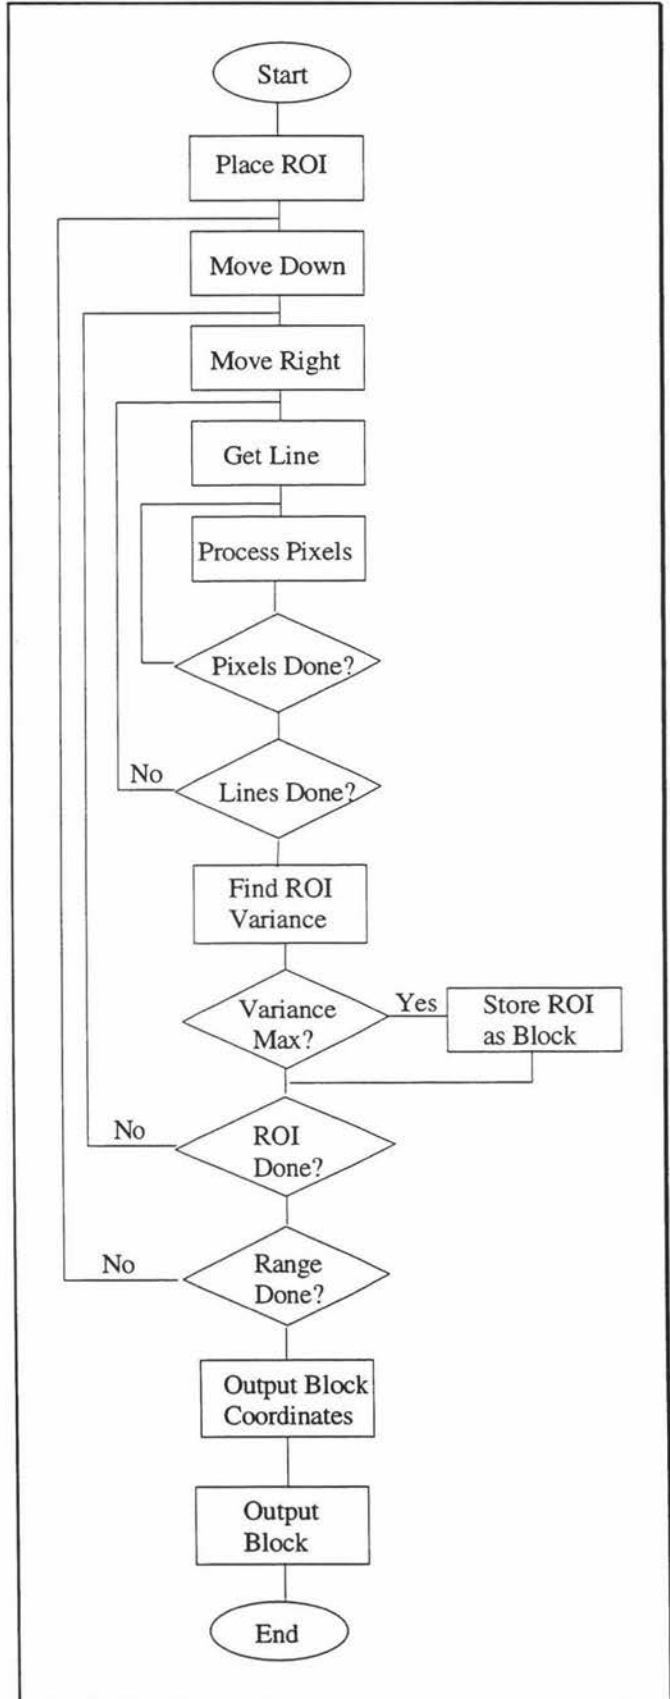 Start
Place ROI
Move Down
Move Right
Get Line
Process Pixels
Pixels Done?
No
Lines Done?
Find ROI
Variance
Variance
Max?
Yes
Store ROI
as Block
No
ROI
Done?
No
Range
Done?
Output Block
Coordinates
Output
Block
End